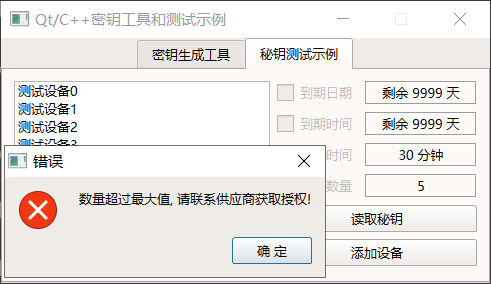 Qt/C++密钥工具和测试示例
密钥生成工具
秘钥测试示例
测试设备0
测试设备1
测试设备2
测试设备3
到期日期
剩余 9999 天
到期时间
剩余 9999 天
时间
30 分钟
数量
5
读取秘钥
添加设备
错误
数量超过最大值, 请联系供应商获取授权!
确 定